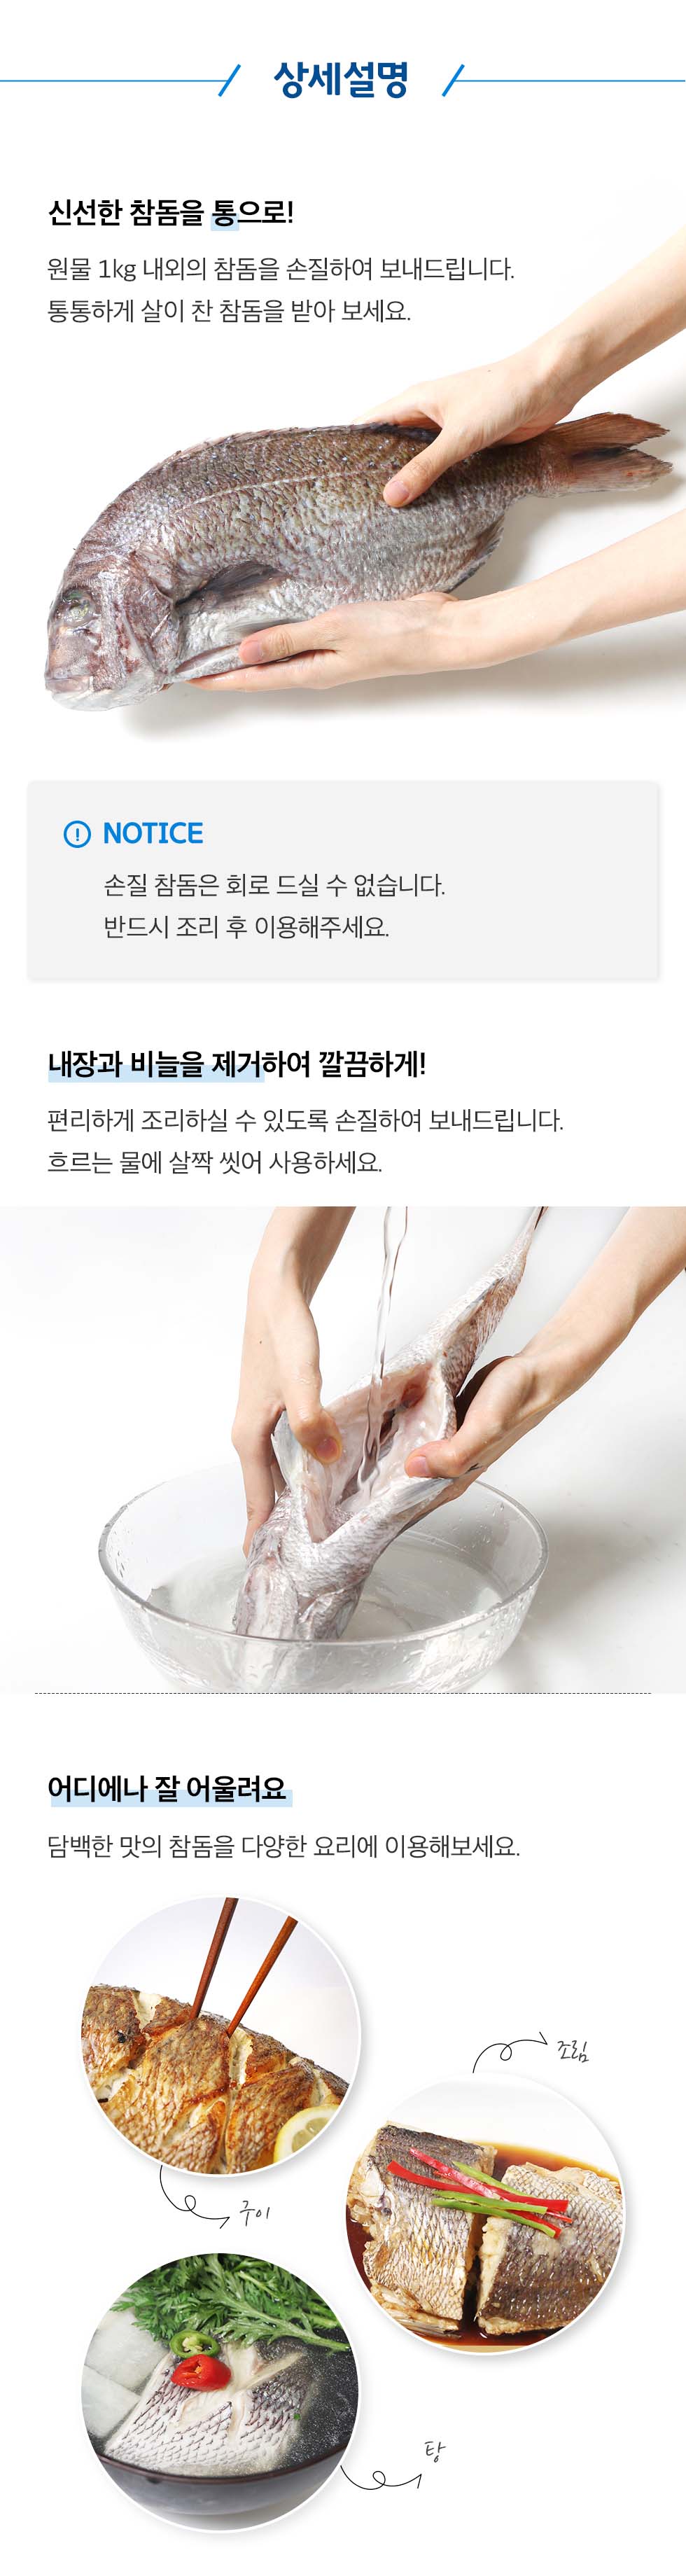 상세설명
신선한 참돔을 통으로!
원물 1kg 내외의 참돔을 손질하여 보내드립니다.
통통하게 살이 찬 참돔을 받아 보세요.
! NOTICE
손질 참돔은 회로 드실 수 없습니다.
반드시 조리 후 이용해주세요.
내장과 비늘을 제거하여 깔끔하게!
편리하게 조리하실 수 있도록 손질하여 보내드립니다.
흐르는 물에 살짝 씻어 사용하세요.
어디에나 잘 어울려요
담백한 맛의 참돔을 다양한 요리에 이용해보세요.
조림
구이
탕